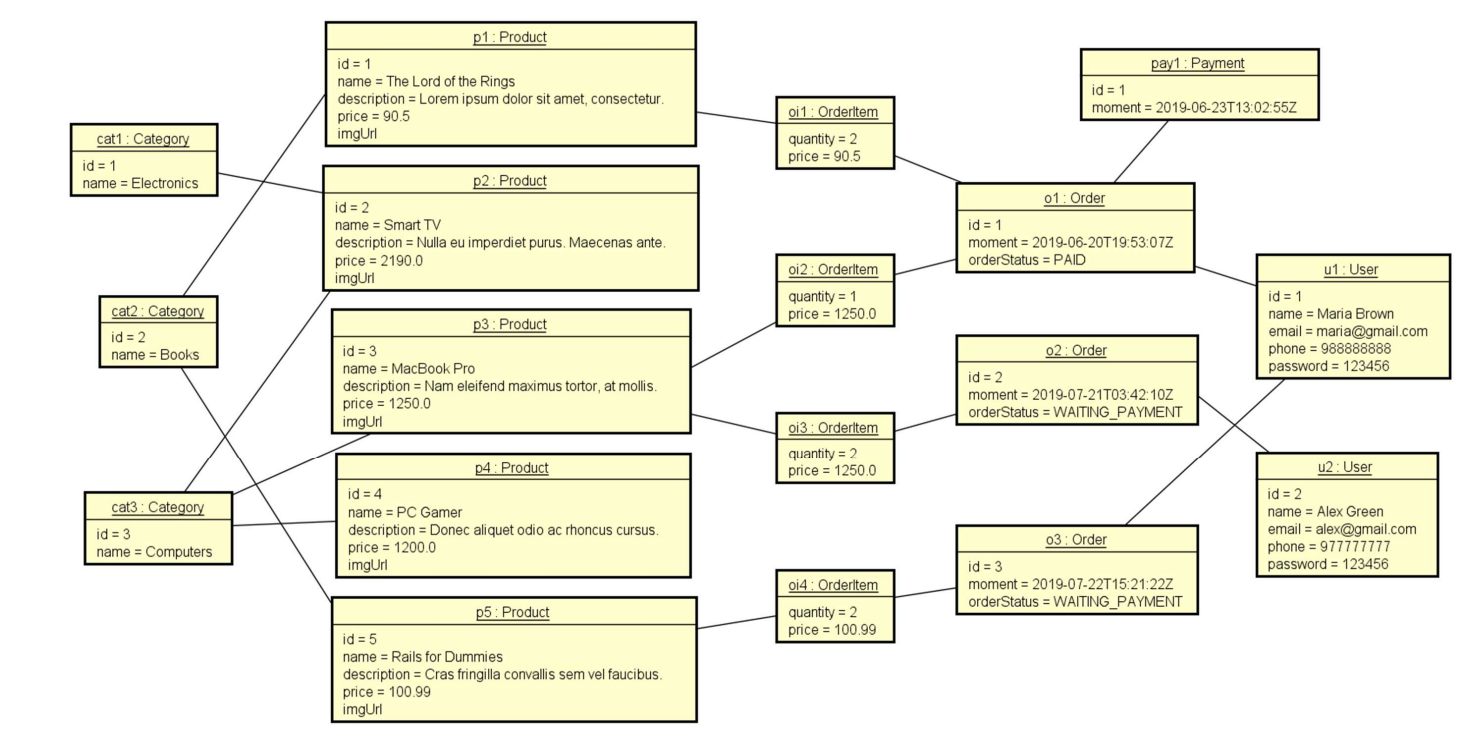 p1 : Product
id = 1
name = The Lord of the Rings
description = Lorem ipsum dolor sit amet, consectetur.
price = 90.5
imgUrl
pay1 : Payment
id = 1
moment = 2019-06-23T13:02:55Z
oi1 : OrderItem
quantity = 2
price = 90.5
cat1 : Category
id = 1
name = Electronics
p2 : Product
id = 2
name = Smart TV
description = Nulla eu imperdiet purus. Maecenas ante.
price = 2190.0
imgUrl
o1 : Order
id = 1
moment = 2019-06-20T19:53:07Z
orderStatus = PAID
oi2 : OrderItem
quantity = 1
price = 1250.0
u1 : User
id = 1
name = Maria Brown
email = maria@gmail.com
phone = 988888888
password = 123456
cat2 : Category
id = 2
name = Books
p3 : Product
id = 3
name = MacBook Pro
description = Nam eleifend maximus tortor, at mollis.
price = 1250.0
imgUrl
o2 : Order
id = 2
moment = 2019-07-21T03:42:10Z
orderStatus = WAITING_PAYMENT
oi3 : OrderItem
quantity = 2
price = 1250.0
p4 : Product
id = 4
name = PC Gamer
description = Donec aliquet odio ac rhoncus cursus.
price = 1200.0
imgUrl
u2 : User
id = 2
name = Alex Green
email = alex@gmail.com
phone = 977777777
password = 123456
cat3 : Category
id = 3
name = Computers
o3 : Order
id = 3
moment = 2019-07-22T15:21:22Z
orderStatus = WAITING_PAYMENT
oi4 : OrderItem
quantity = 2
price = 100.99
p5 : Product
id = 5
name = Rails for Dummies
description = Cras fringilla convallis sem vel faucibus.
price = 100.99
imgUrl